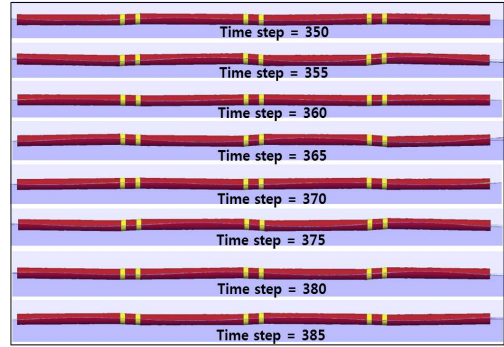 Time step = 350
Time step = 355
Time step = 360
Time step = 365
Time step = 370
Time step = 375
Time step = 380
Time step = 385